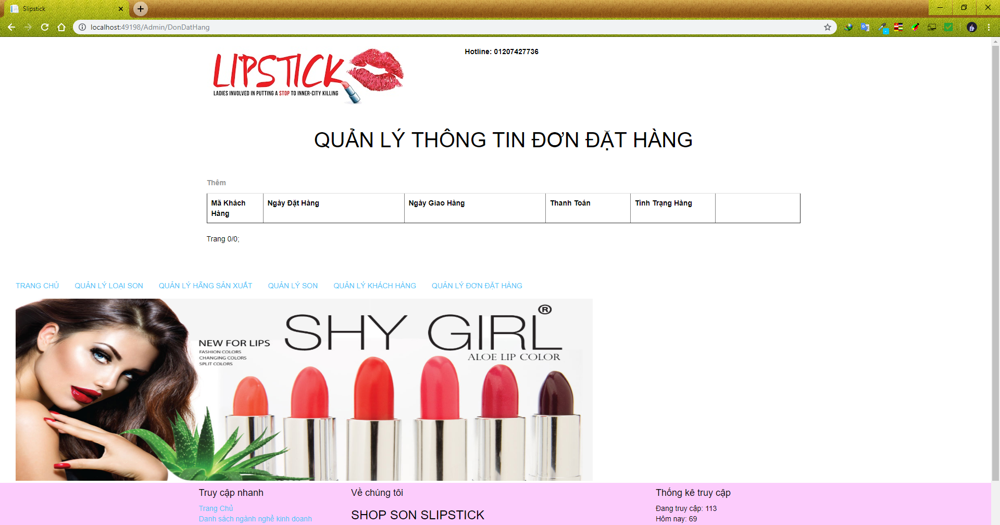 Slipstick
localhost:49198/Admin/DonDatHang
LIPSTICK
LADIES INVOLVED IN PUTTING A STOP TO INNER-CITY KILLING
Hotline: 01207427736
QUẢN LÝ THÔNG TIN ĐƠN ĐẶT HÀNG
Thêm
Mã Khách Hàng
Ngày Đặt Hàng
Ngày Giao Hàng
Thanh Toán
Tình Trạng Hàng
Trang 0/0;
TRANG CHỦ
QUẢN LÝ LOẠI SON
QUẢN LÝ HÃNG SẢN XUẤT
QUẢN LÝ SON
QUẢN LÝ KHÁCH HÀNG
QUẢN LÝ ĐƠN ĐẶT HÀNG
SHY GIRL®
ALOE LIP COLOR
NEW FOR LIPS
FASHION COLORS
CHANGING COLORS
SPLIT COLORS
Truy cập nhanh
Trang Chủ
Danh sách ngành nghề kinh doanh
Về chúng tôi
SHOP SON SLIPSTICK
Thống kê truy cập
Đang truy cập: 113
Hôm nay: 69